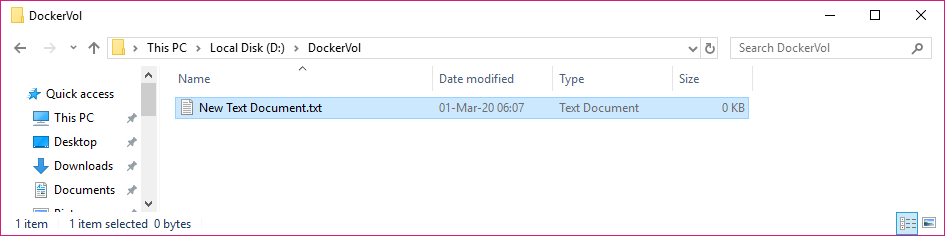 DockerVol
This PC > Local Disk (D:) > DockerVol
Search DockerVol
Name
Date modified
Type
Size
Quick access
This PC
Desktop
Downloads
Documents
New Text Document.txt
01-Mar-20 06:07
Text Document
0 KB
1 item
1 item selected 0 bytes